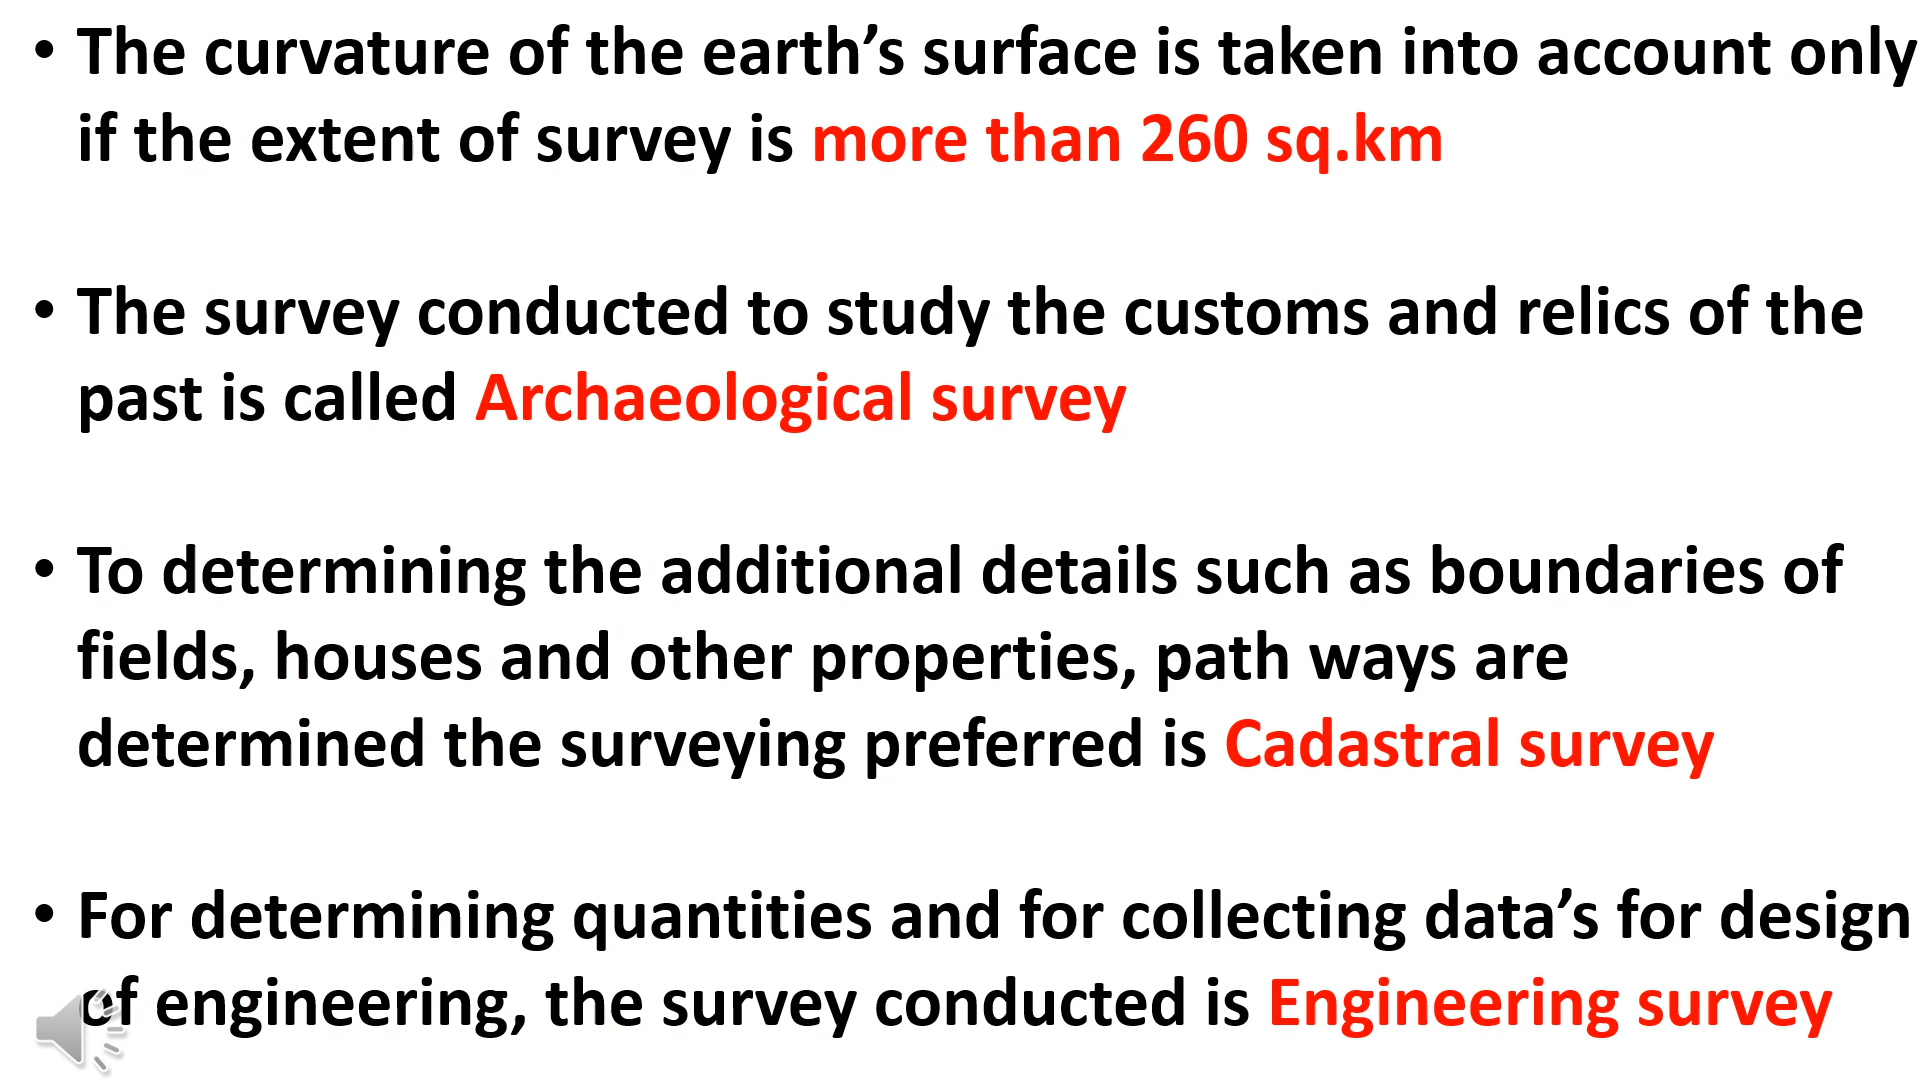 • The curvature of the earth’s surface is taken into account only
if the extent of survey is more than 260 sq.km
• The survey conducted to study the customs and relics of the
past is called Archaeological survey
• To determining the additional details such as boundaries of
fields, houses and other properties, path ways are
determined the surveying preferred is Cadastral survey
• For determining quantities and for collecting data’s for design
of engineering, the survey conducted is Engineering survey